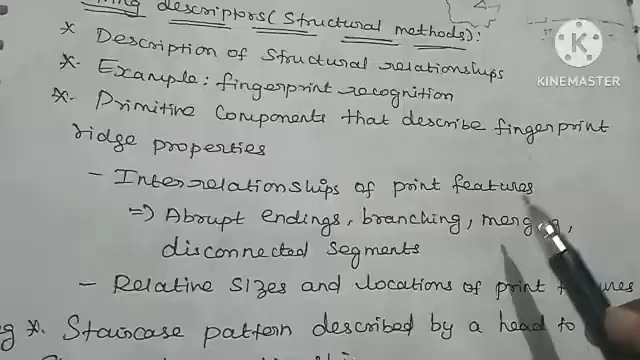 descriptors (Structural methods):
* Description of structural relationships
* Example: fingerprint recognition
* Primitive components that describe fingerprint
ridge properties
- Interrelationships of print features
=> Abrupt endings, branching, merging,
disconnected segments
- Relative sizes and locations of print features
* Staircase pattern described by a head to
KINEMASTER